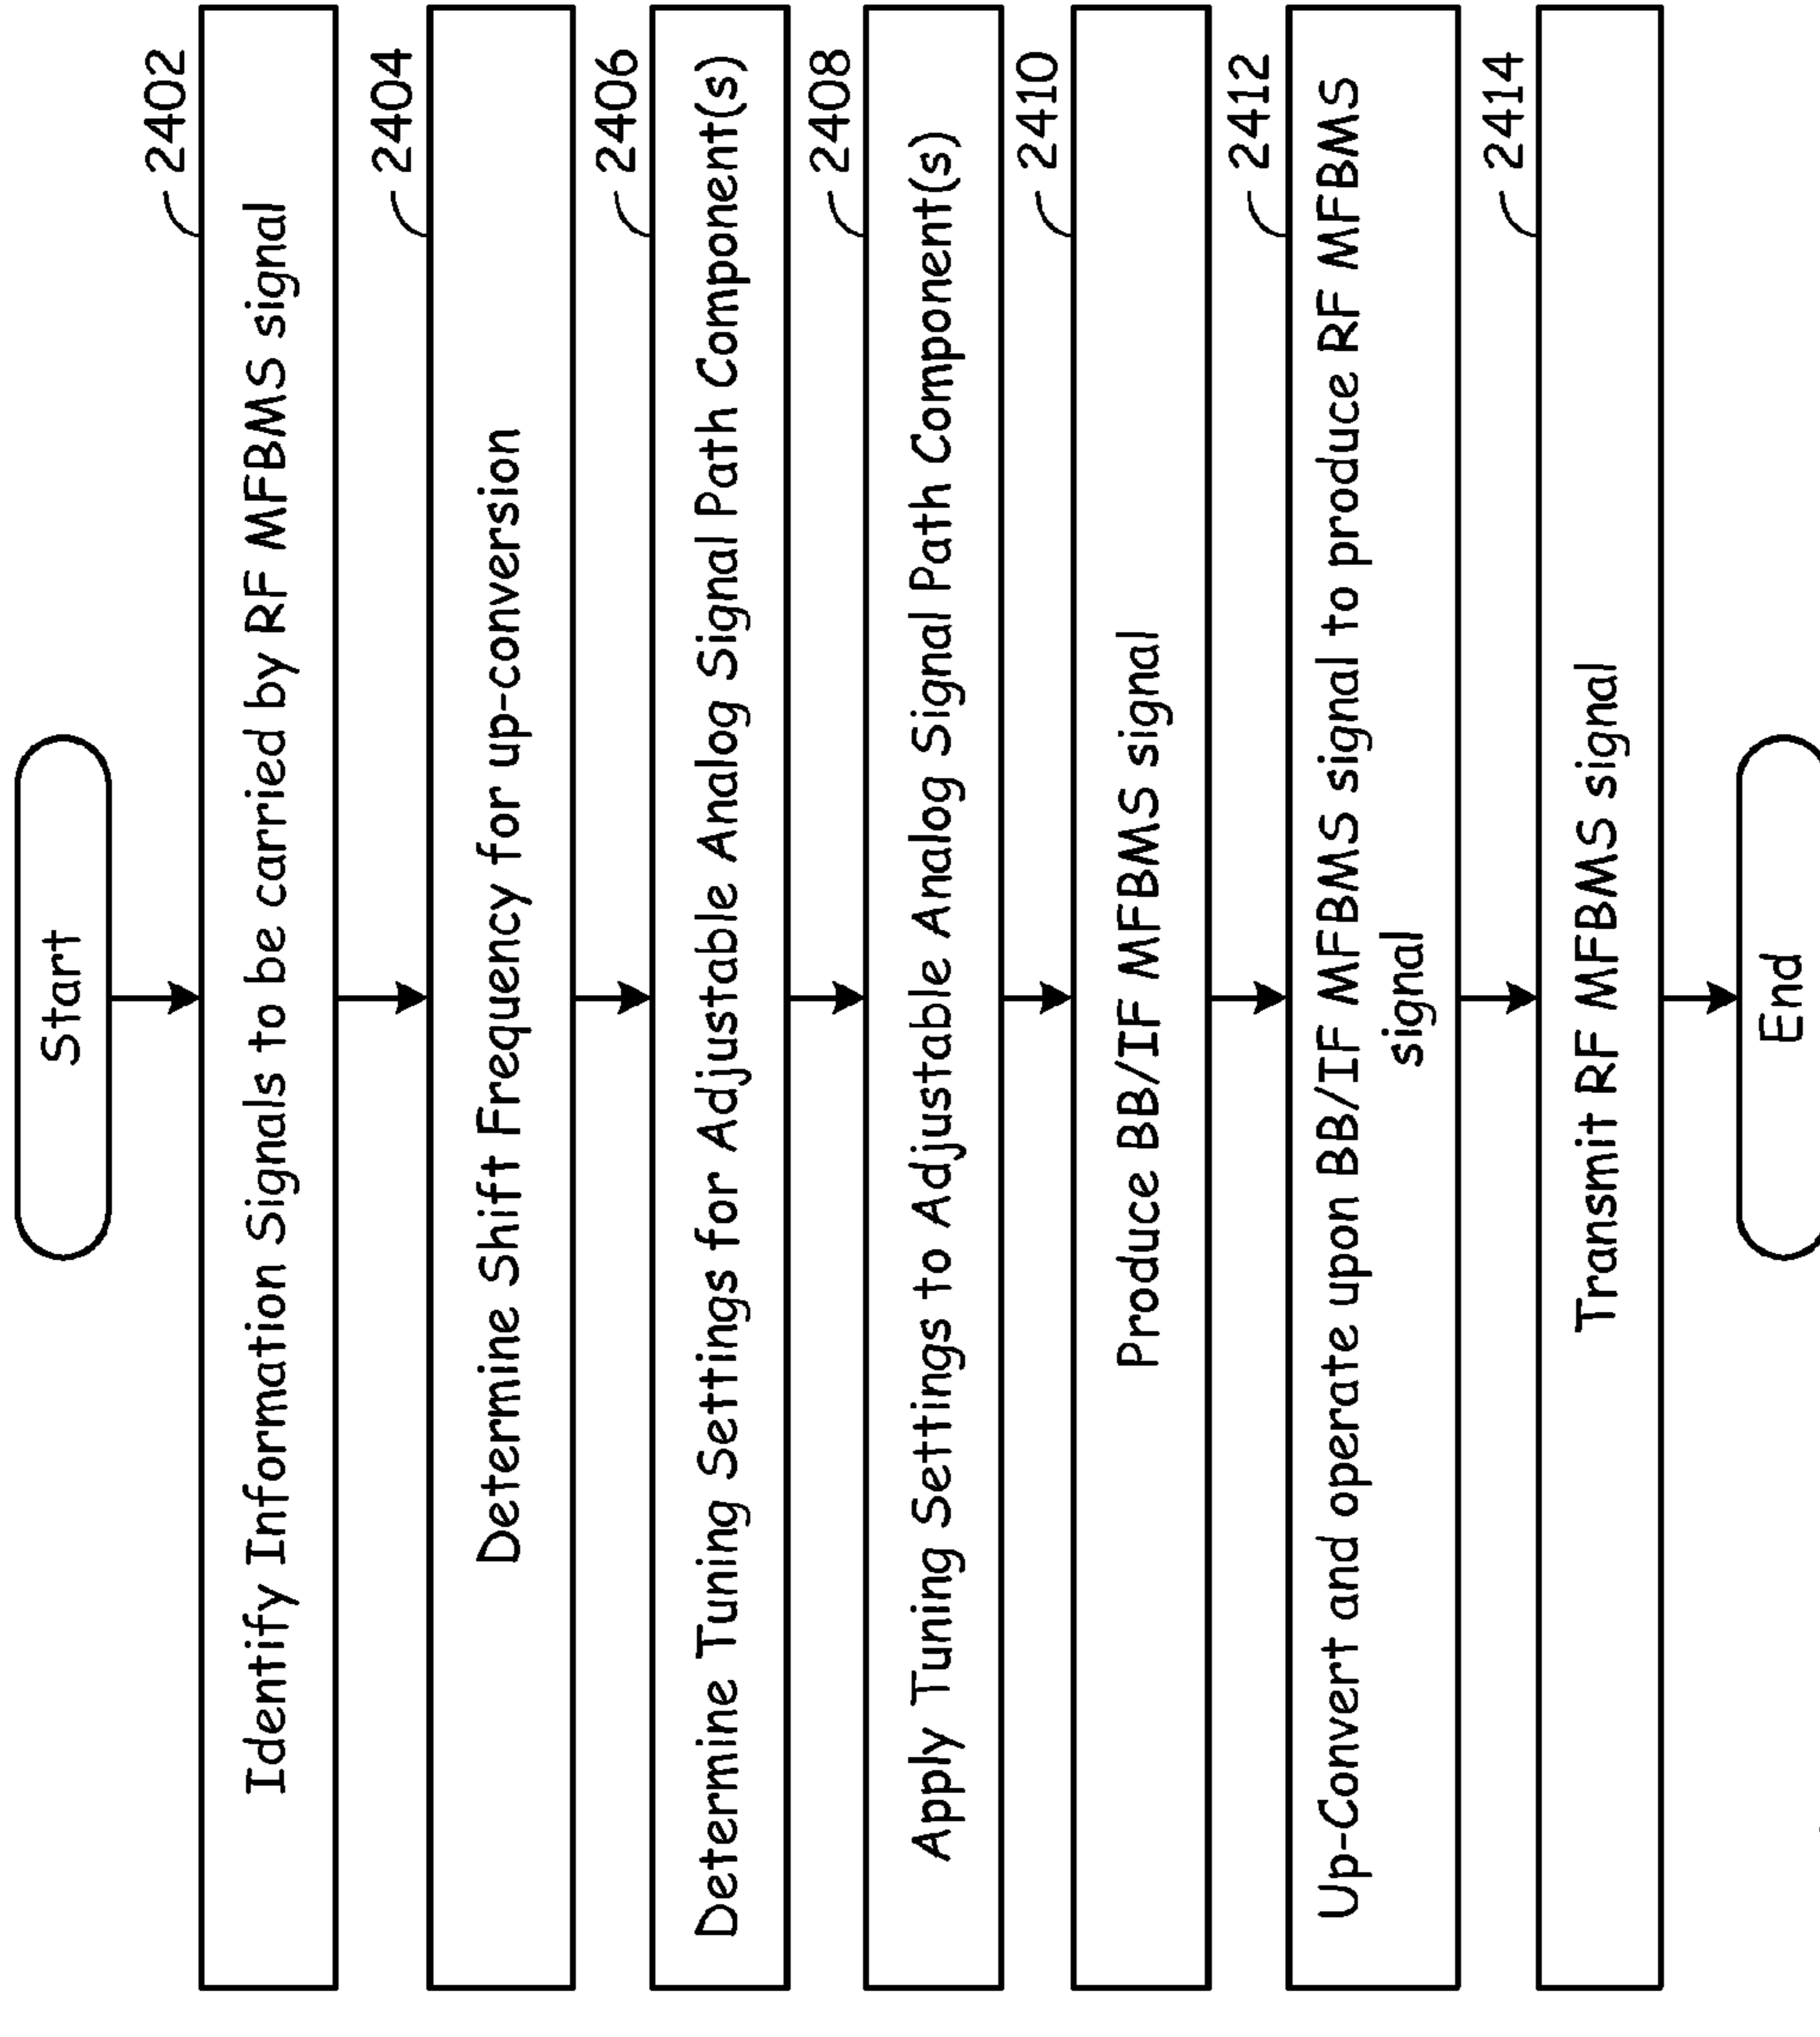 Start
2402
Identify Information Signals to be carried by RF MFBMS signal
2404
Determine Shift Frequency for up-conversion
2406
Determine Tuning Settings for Adjustable Analog Signal Path Component(s)
2408
Apply Tuning Settings to Adjustable Analog Signal Path Component(s)
2410
Produce BB/IF MFBMS signal
2412
Up-Convert and operate upon BB/IF MFBMS signal to produce RF MFBMS
signal
2414
Transmit RF MFBMS signal
End